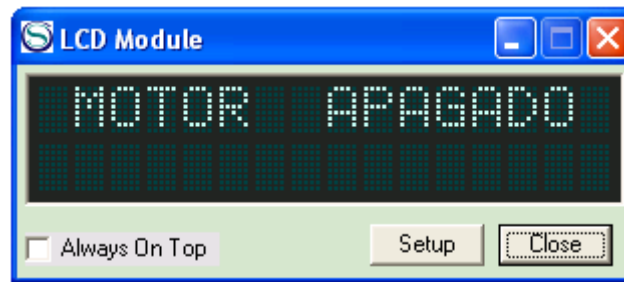 LCD Module
MOTOR APAGADO
Always On Top
Setup
Close